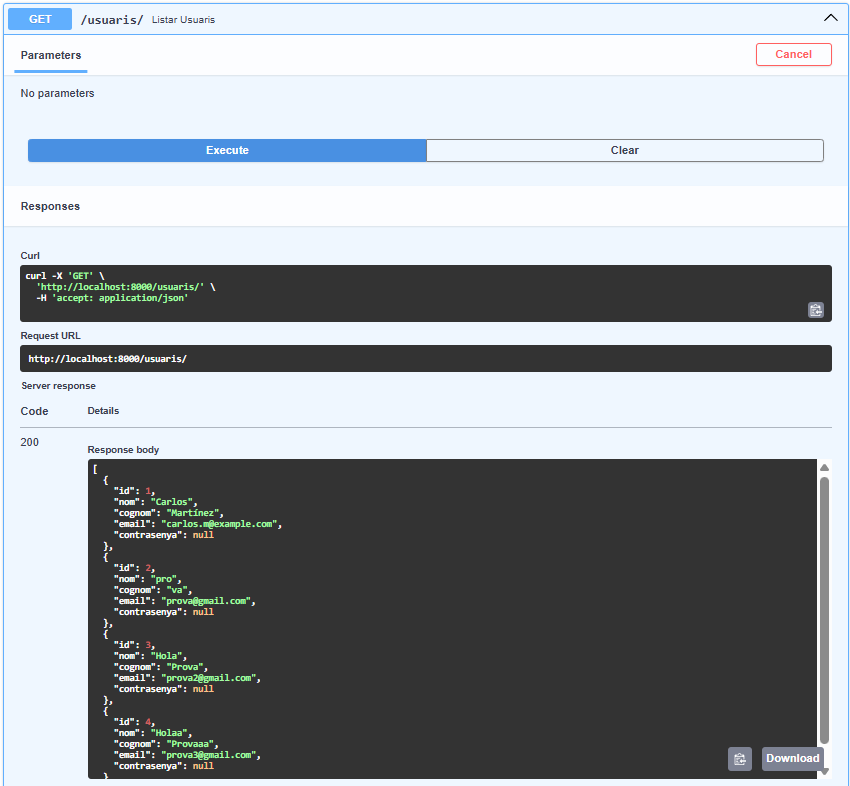 GET /usuaris/ Listar Usuaris
Parameters Cancel
No parameters
Execute Clear
Responses
Curl
curl -X 'GET' \
'http://localhost:8000/usuaris/' \
-H 'accept: application/json'
Request URL
http://localhost:8000/usuaris/
Server response
Code Details
200
Response body
[
{
"id": 1,
"nom": "Carlos",
"cognom": "Martínez",
"email": "carlos.m@example.com",
"contrasenya": null
},
{
"id": 2,
"nom": "pro",
"cognom": "va",
"email": "prova@gmail.com",
"contrasenya": null
},
{
"id": 3,
"nom": "Hola",
"cognom": "Prova",
"email": "prova2@gmail.com",
"contrasenya": null
},
{
"id": 4,
"nom": "Holaa",
"cognom": "Provaaa",
"email": "prova3@gmail.com",
"contrasenya": null
}
Download